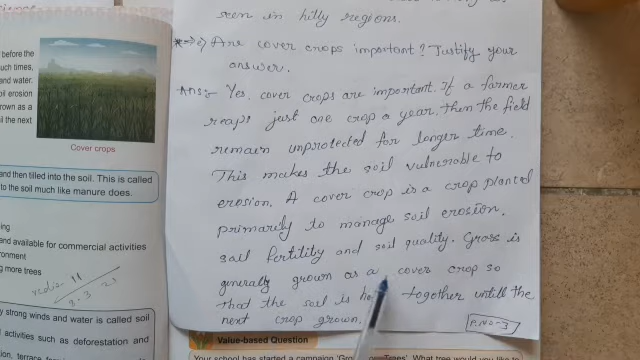 seen in hilly regions.
e) Are cover crops important? Justify your
answer.
Ans:- Yes, cover crops are important. If a farmer
reaps just one crop a year, then the field
remain unprotected for longer time.
This makes the soil vulnerable to
erosion. A cover crop is a crop planted
primarily to manage soil erosion.
soil fertility and soil quality. Grass is
generally grown as a cover crop so
that the soil is together untill the
next crop grown.
P.No-3
before the
uch times,
and water.
oil erosion
rown as a
il the next
Cover crops
and then tilled into the soil. This is called
to the soil much like manure does.
ing
and available for commercial activities
ronment
g more trees
y strong winds and water is called soil
activities such as deforestation and
Value-based Question
Your school has started a campaign 'Gro Trees'. What tree would you like to